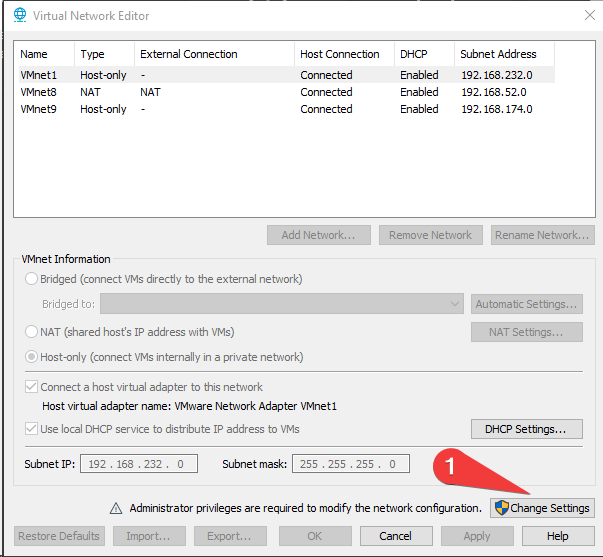 Virtual Network Editor
Name Type External Connection Host Connection DHCP Subnet Address
VMnet1 Host-only - Connected Enabled 192.168.232.0
VMnet8 NAT NAT Connected Enabled 192.168.52.0
VMnet9 Host-only - Connected Enabled 192.168.174.0
Add Network... Remove Network Rename Network...
VMnet Information
Bridged (connect VMs directly to the external network)
Bridged to: Automatic Settings...
NAT (shared host's IP address with VMs) NAT Settings...
Host-only (connect VMs internally in a private network)
Connect a host virtual adapter to this network
Host virtual adapter name: VMware Network Adapter VMnet1
Use local DHCP service to distribute IP address to VMs DHCP Settings...
Subnet IP: 192 . 168 . 232 . 0 Subnet mask: 255 . 255 . 255 . 0
1
Administrator privileges are required to modify the network configuration. Change Settings
Restore Defaults Import... Export... OK Cancel Apply Help